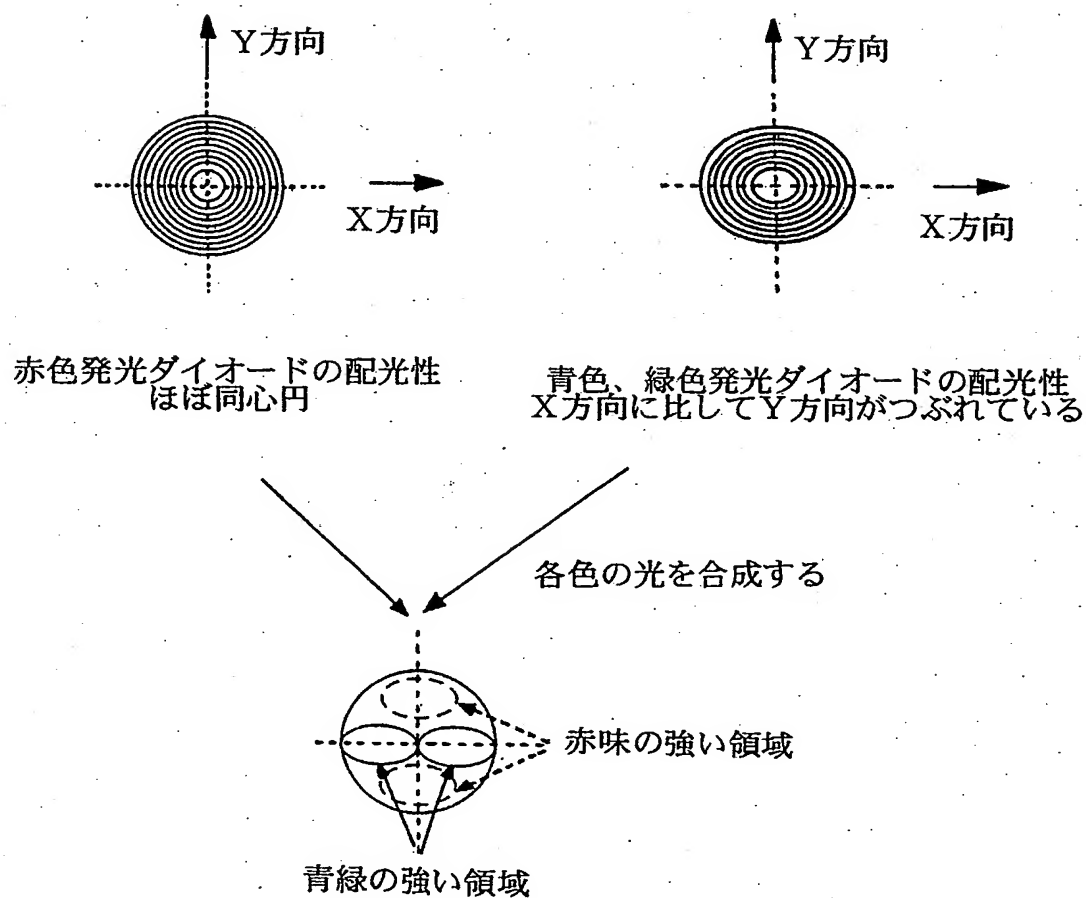 Y方向
X方向
Y方向
X方向
赤色発光ダイオードの配光性
ほぼ同心円
青色、緑色発光ダイオードの配光性
X方向に比してY方向がつぶれている
各色の光を合成する
赤味の強い領域
青緑の強い領域